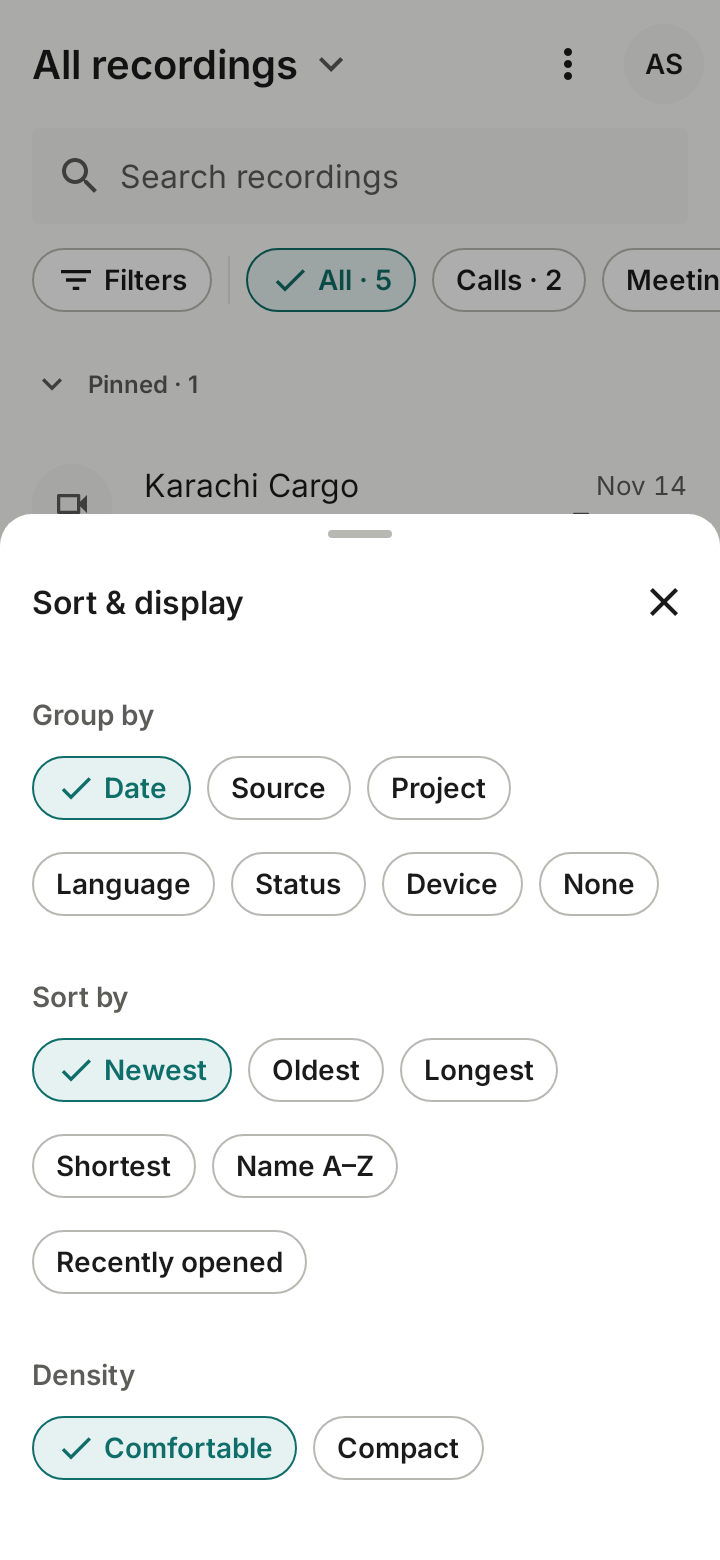 All recordings
AS
Search recordings
Filters
All · 5
Calls · 2
Meetin
Pinned · 1
Karachi Cargo
Nov 14
Sort & display
Group by
Date
Source
Project
Language
Status
Device
None
Sort by
Newest
Oldest
Longest
Shortest
Name A–Z
Recently opened
Density
Comfortable
Compact